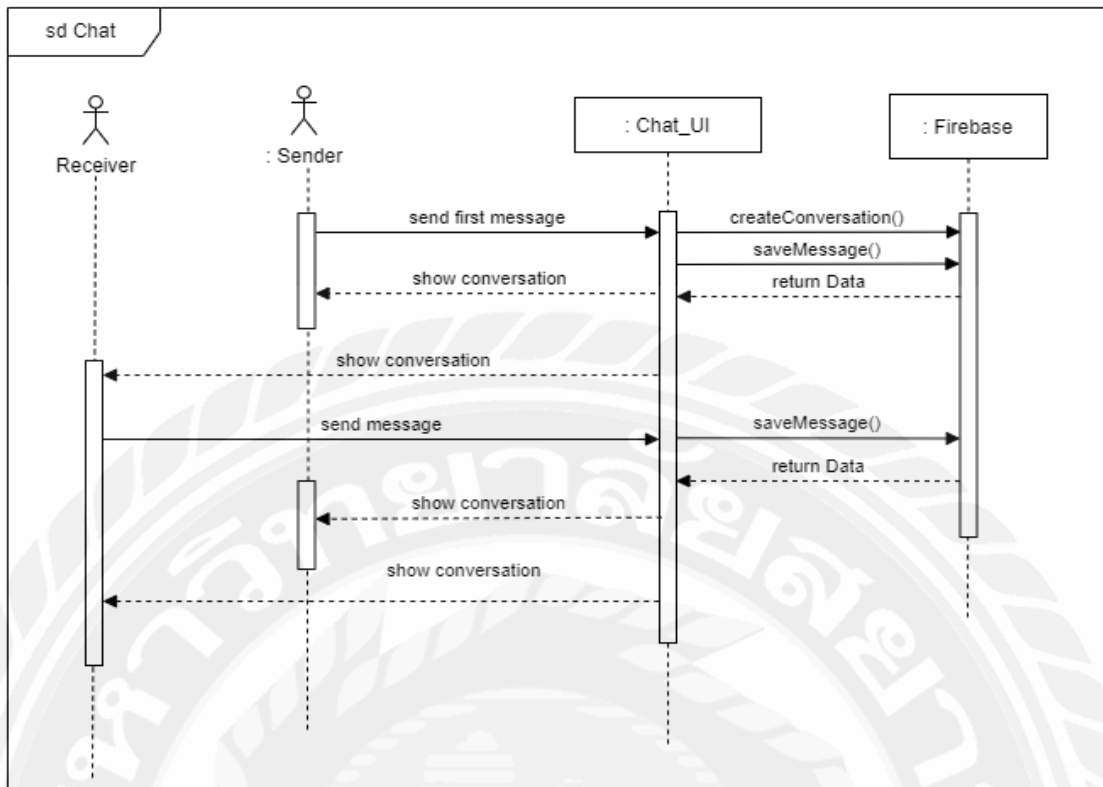 sd Chat
Receiver
: Sender
: Chat_UI
: Firebase
send first message
createConversation()
saveMessage()
show conversation
return Data
show conversation
send message
saveMessage()
return Data
show conversation
show conversation